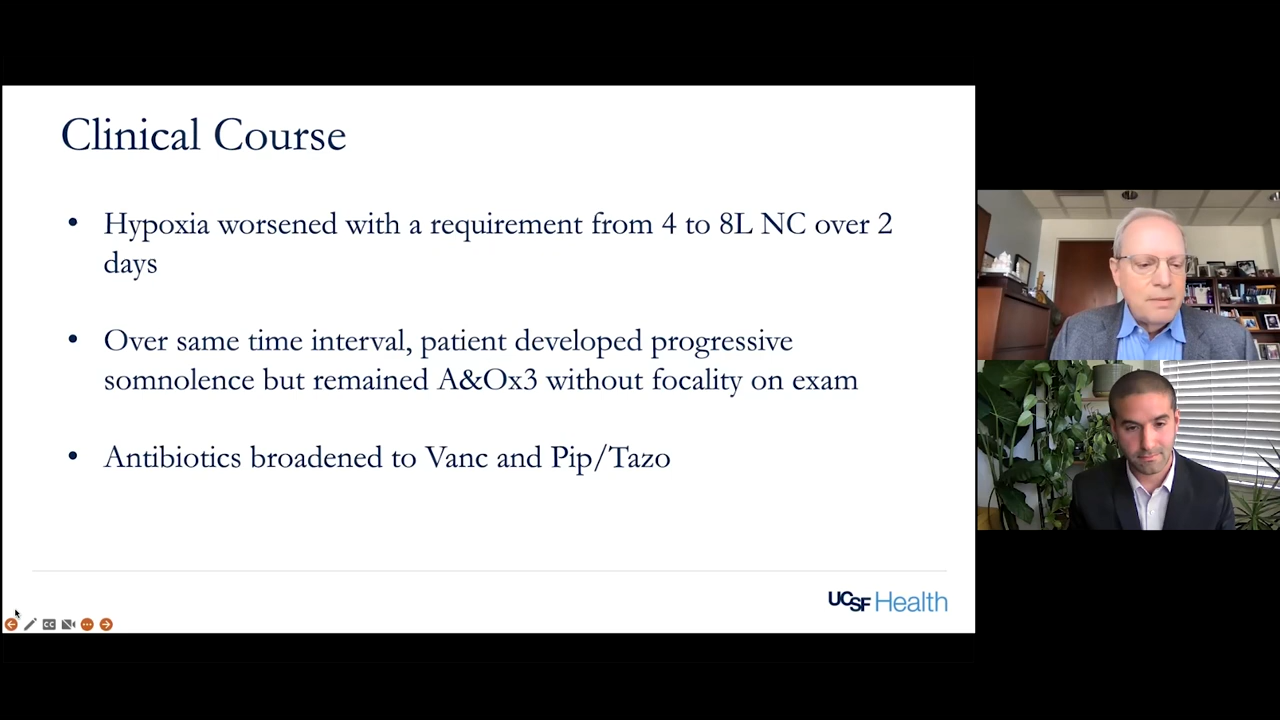 Clinical Course
• Hypoxia worsened with a requirement from 4 to 8L NC over 2
days
• Over same time interval, patient developed progressive
somnolence but remained A&Ox3 without focality on exam
• Antibiotics broadened to Vanc and Pip/Tazo
UCSF Health
CC